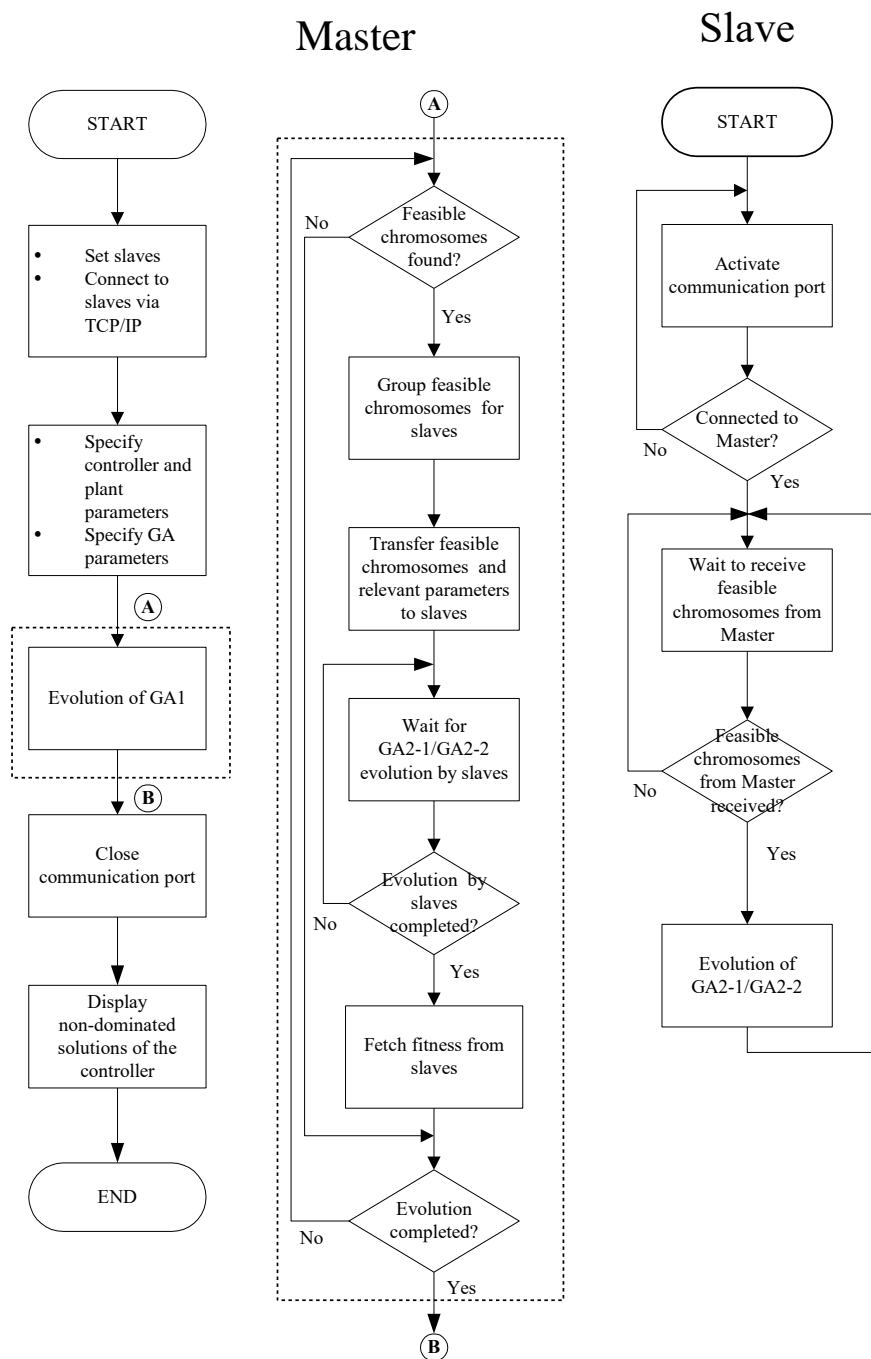 Master
Slave
START
• Set slaves
• Connect to
slaves via
TCP/IP
• Specify
controller and
plant
parameters
• Specify GA
parameters
A
Evolution of GA1
B
Close
communication port
Display
non-dominated
solutions of the
controller
END
A
Feasible
chromosomes
found?
No
Yes
Group feasible
chromosomes for
slaves
Transfer feasible
chromosomes and
relevant parameters
to slaves
Wait for
GA2-1/GA2-2
evolution by slaves
Evolution by
slaves
completed?
No
Yes
Fetch fitness from
slaves
Evolution
completed?
No
Yes
B
START
Activate
communication port
Connected to
Master?
No
Yes
Wait to receive
feasible
chromosomes from
Master
Feasible
chromosomes
from Master
received?
No
Yes
Evolution of
GA2-1/GA2-2